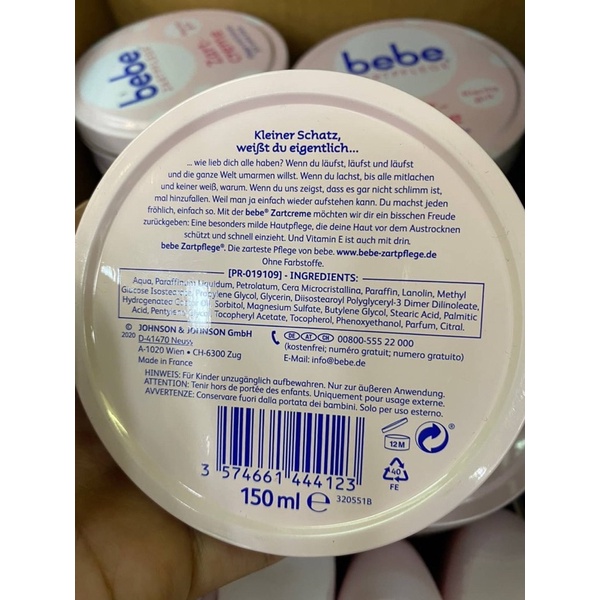 bebe
ZARTPFLEGE
Zart-
creme
bebe
Kleiner Schatz,
weißt du eigentlich...
... wie lieb dich alle haben? Wenn du läufst, läufst und läufst
und die ganze Welt umarmen willst. Wenn du lachst, bis alle mitlachen
und keiner weiß, warum. Wenn du uns zeigst, dass es gar nicht schlimm ist,
mal hinzufallen. Weil man ja einfach wieder aufstehen kann. Du machst jeden
fröhlich, einfach so. Mit der bebe® Zartcreme möchten wir dir ein bisschen Freude
zurückgeben: Eine besonders milde Hautpflege, die deine Haut vor dem Austrocknen
schützt und schnell einzieht. Und Vitamin E ist auch mit drin.
bebe Zartpflege®. Die zarteste Pflege von bebe. www.bebe-zartpflege.de
Ohne Farbstoffe.
[PR-019109] - INGREDIENTS:
Aqua, Paraffinum Liquidum, Petrolatum, Cera Microcristallina, Paraffin, Lanolin, Methyl
Glucose Isostearate, Propylene Glycol, Glycerin, Diisostearoyl Polyglyceryl-3 Dimer Dilinoleate,
Hydrogenated Castor Oil, Sorbitol, Magnesium Sulfate, Butylene Glycol, Stearic Acid, Palmitic
Acid, Pentylene Glycol, Tocopheryl Acetate, Tocopherol, Phenoxyethanol, Parfum, Citral.
© JOHNSON & JOHNSON GmbH
2020 D-41470 Neuss
A-1020 Wien • CH-6300 Zug
Made in France
DE AT CH 00800-555 22 000
(kostenfrei; numéro gratuit; numero gratuito)
E-Mail: info@bebe.de
HINWEIS: Für Kinder unzugänglich aufbewahren. Nur zur äußeren Anwendung.
ATTENTION: Tenir hors de portée des enfants. Uniquement pour usage externe.
AVVERTENZE: Conservare fuori dalla portata dei bambini. Solo per uso esterno.
3 574661 444123
12 M
®
40
FE
150 ml e
3205S1B